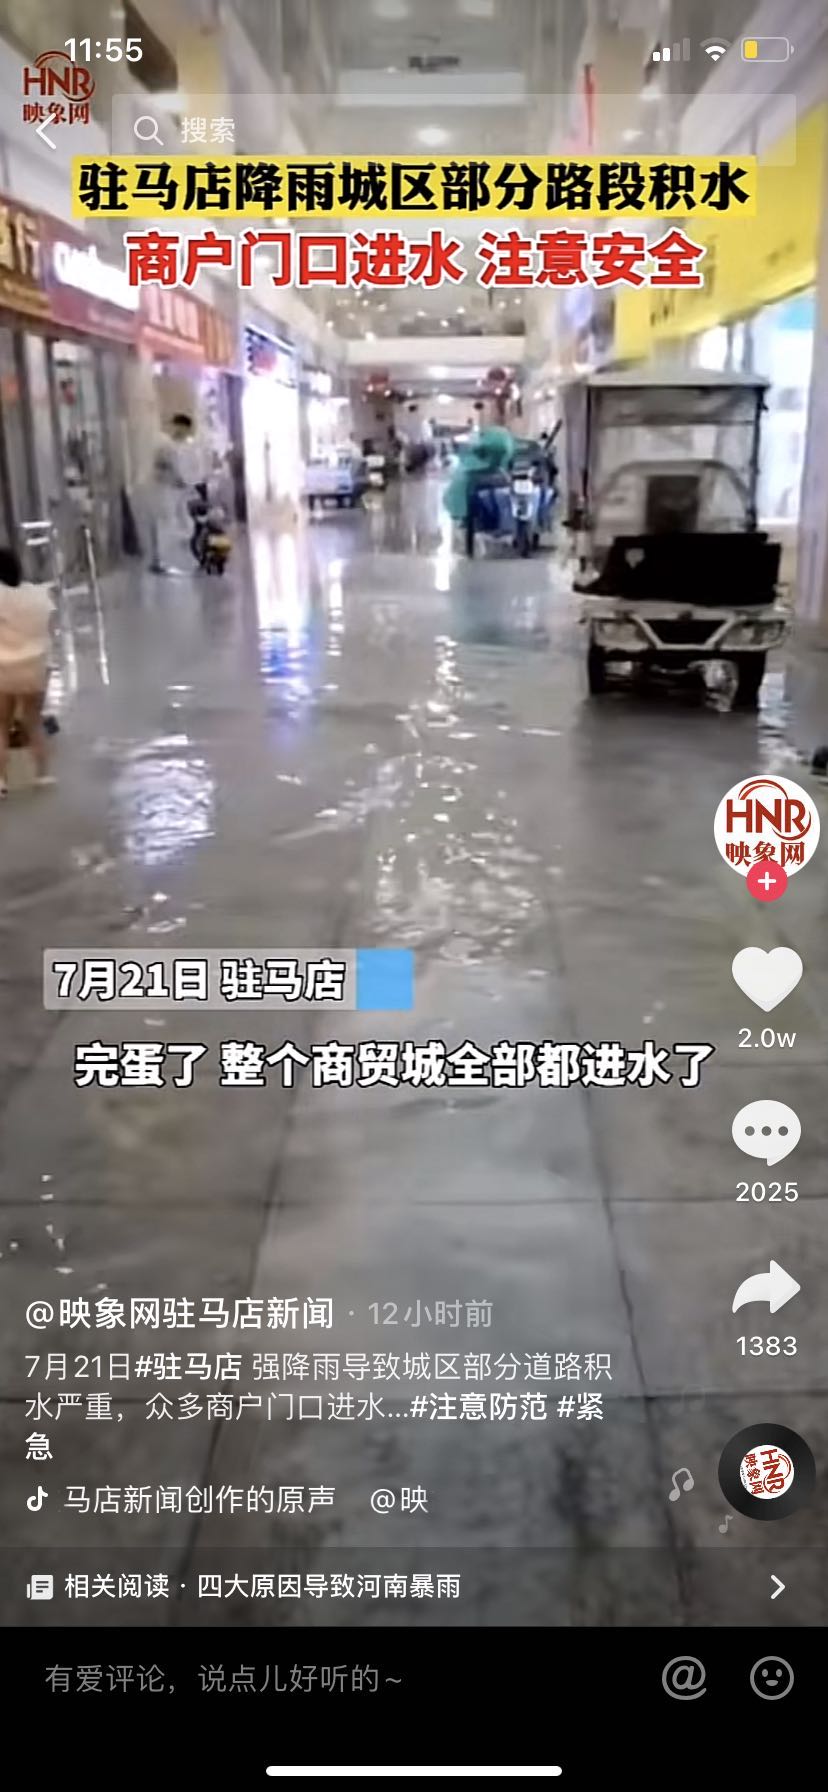 11:55
HNR
映象网
搜索
驻马店降雨城区部分路段积水
商户门口进水 注意安全
HNR
映象网
2.0w
7月21日 驻马店
完蛋了 整个商贸城全部都进水了
2025
@映象网驻马店新闻 · 12小时前
1383
7月21日#驻马店 强降雨导致城区部分道路积
水严重，众多商户门口进水...#注意防范 #紧
急
马店新闻创作的原声 @映
HNR
映象网
相关阅读 · 四大原因导致河南暴雨
有爱评论，说点儿好听的~